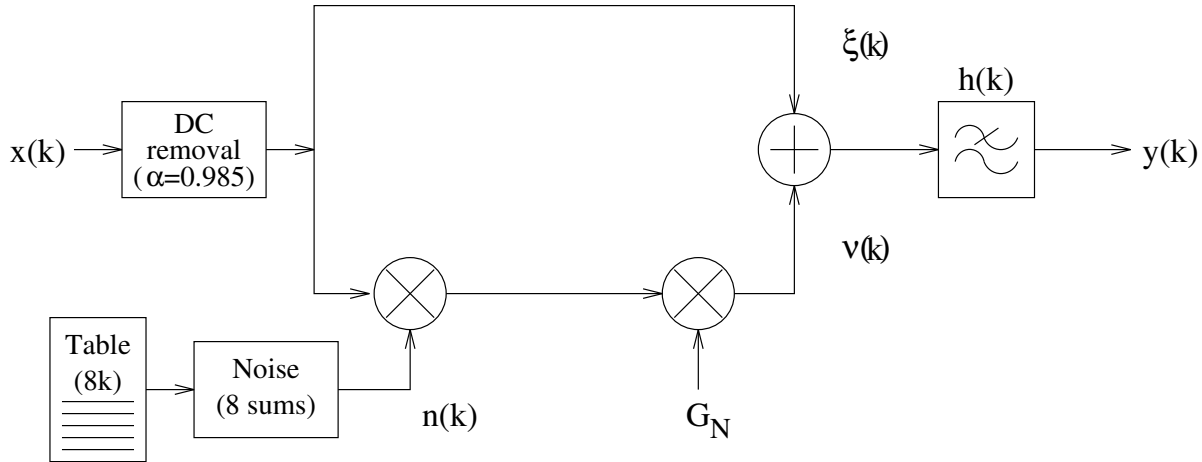 ξ(k)
h(k)
x(k)
DC
removal
(α=0.985)
y(k)
ν(k)
Table
(8k)
Noise
(8 sums)
n(k)
G_N